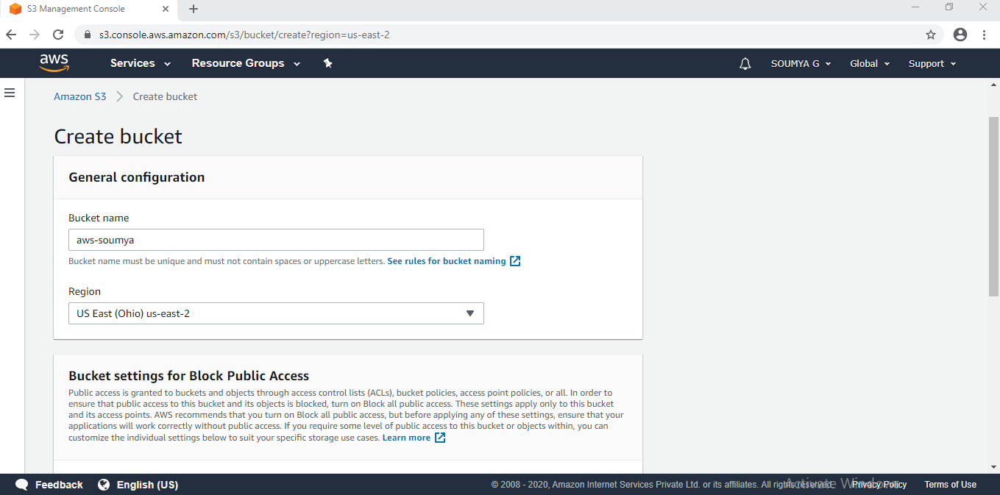 S3 Management Console
s3.console.aws.amazon.com/s3/bucket/create?region=us-east-2
aws Services Resource Groups SOUMYA G Global Support
Amazon S3 Create bucket
Create bucket
General configuration
Bucket name
aws-soumya
Bucket name must be unique and must not contain spaces or uppercase letters. See rules for bucket naming
Region
US East (Ohio) us-east-2
Bucket settings for Block Public Access
Public access is granted to buckets and objects through access control lists (ACLs), bucket policies, access point policies, or all. In order to
ensure that public access to this bucket and its objects is blocked, turn on Block all public access. These settings apply only to this bucket
and its access points. AWS recommends that you turn on Block all public access, but before applying any of these settings, ensure that your
applications will work correctly without public access. If you require some level of public access to this bucket or objects within, you can
customize the individual settings below to suit your specific storage use cases. Learn more
Feedback English (US) © 2008 - 2020, Amazon Internet Services Private Ltd. or its affiliates. All rights reserved. Privacy Policy Terms of Use
Activate Windows